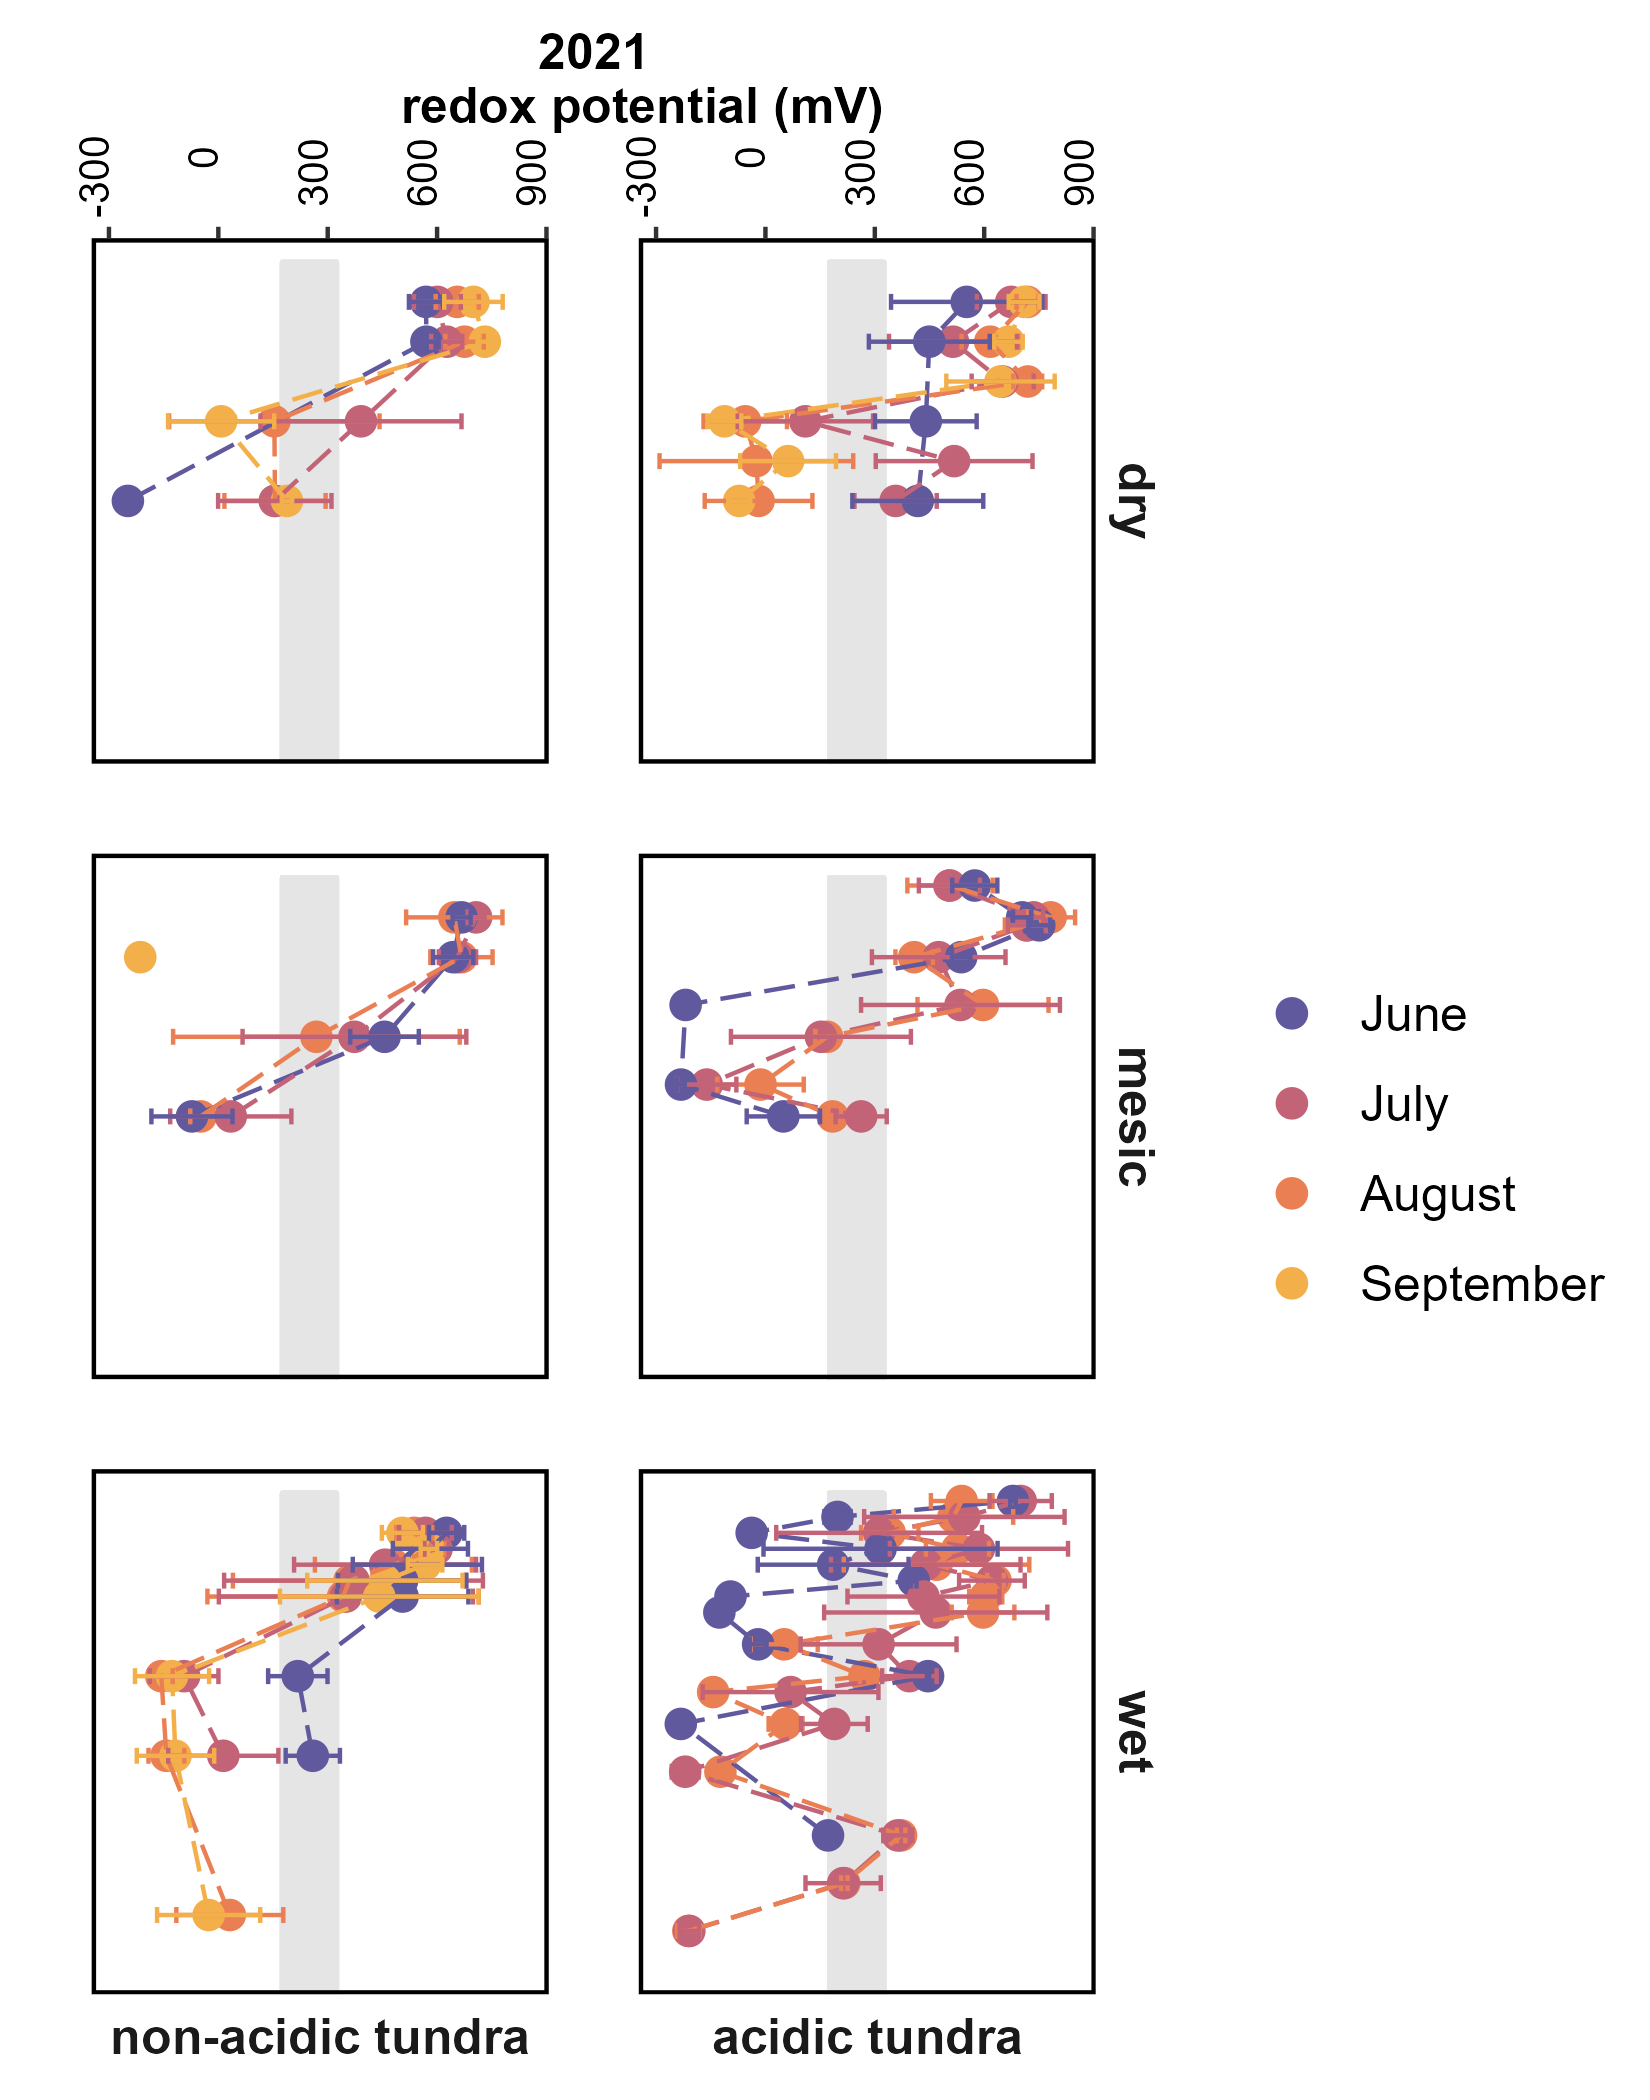 2021
redox potential (mV)
-300 0 300 600 900
-300 0 300 600 900
dry
mesic
wet
June
July
August
September
non-acidic tundra
acidic tundra